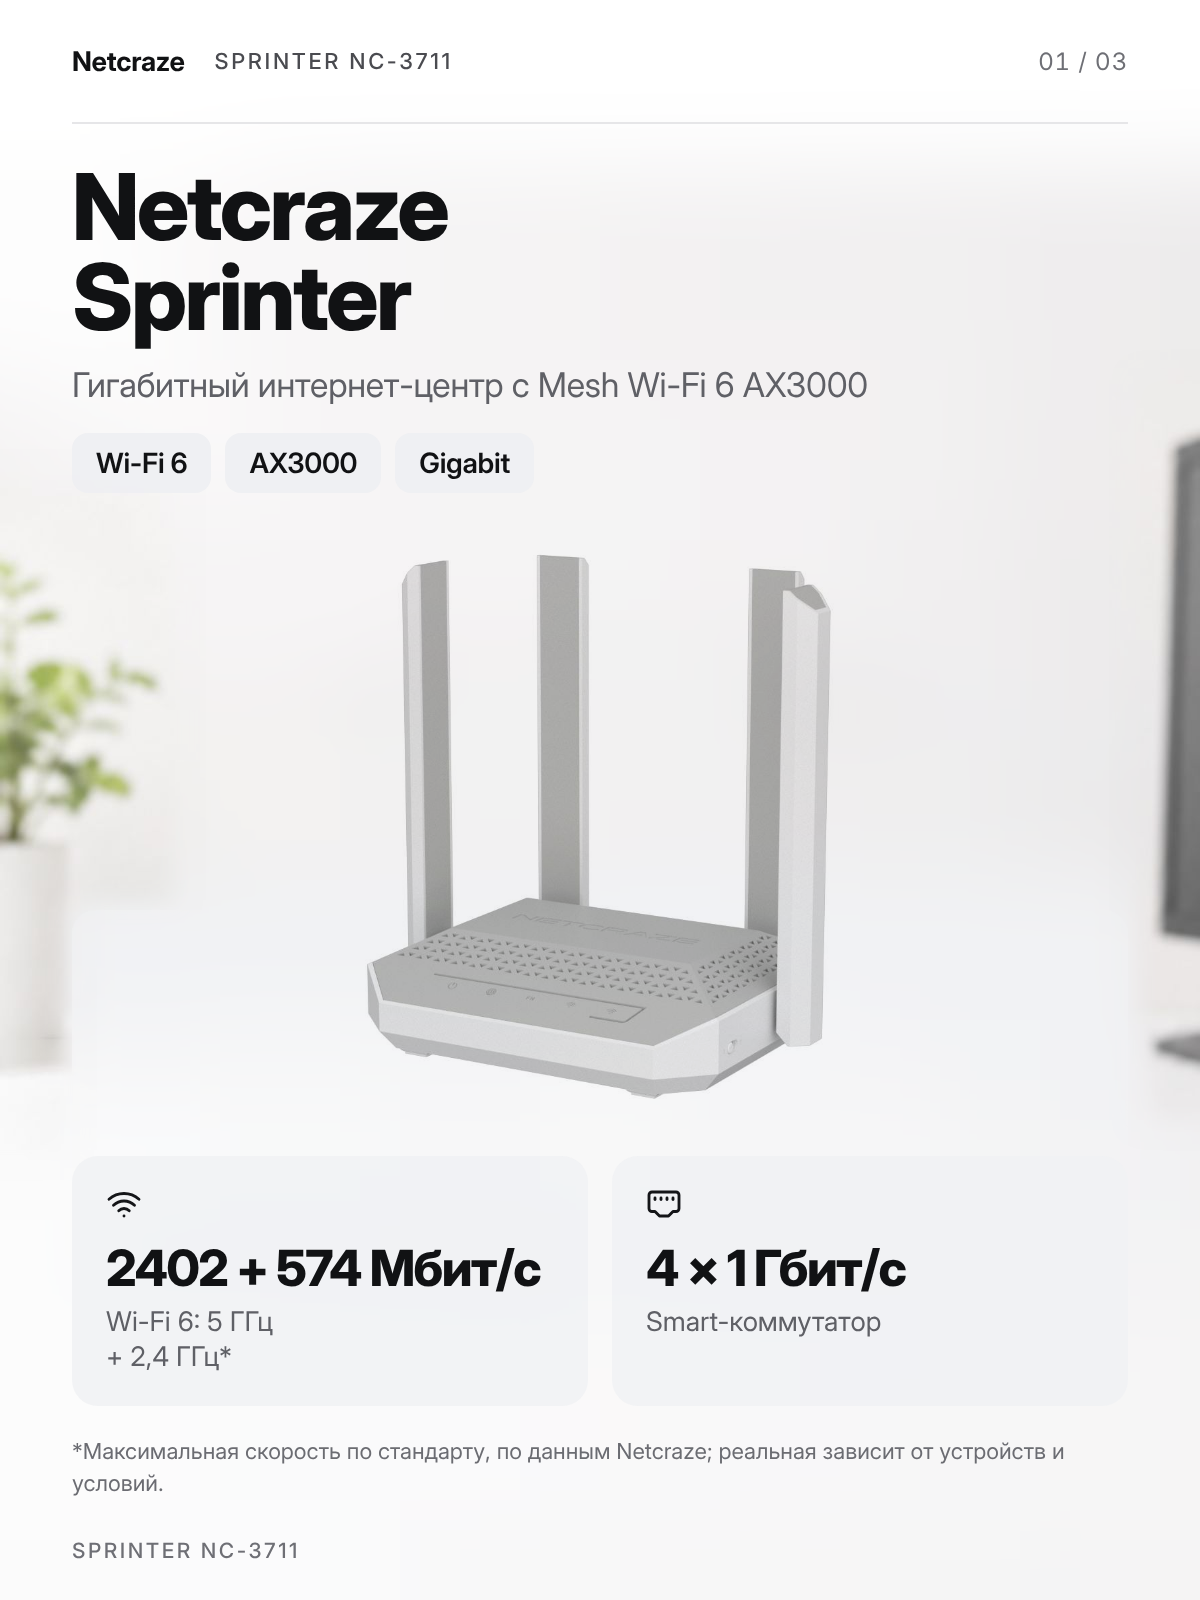 Netcraze SPRINTER NC-3711 01 / 03
Netcraze
Sprinter
Гигабитный интернет-центр с Mesh Wi-Fi 6 AX3000
Wi-Fi 6 AX3000 Gigabit
NETCRAZE
2402 + 574 Мбит/с
Wi-Fi 6: 5 ГГц
+ 2,4 ГГц*
4 × 1 Гбит/с
Smart-коммутатор
*Максимальная скорость по стандарту, по данным Netcraze; реальная зависит от устройств и
условий.
SPRINTER NC-3711